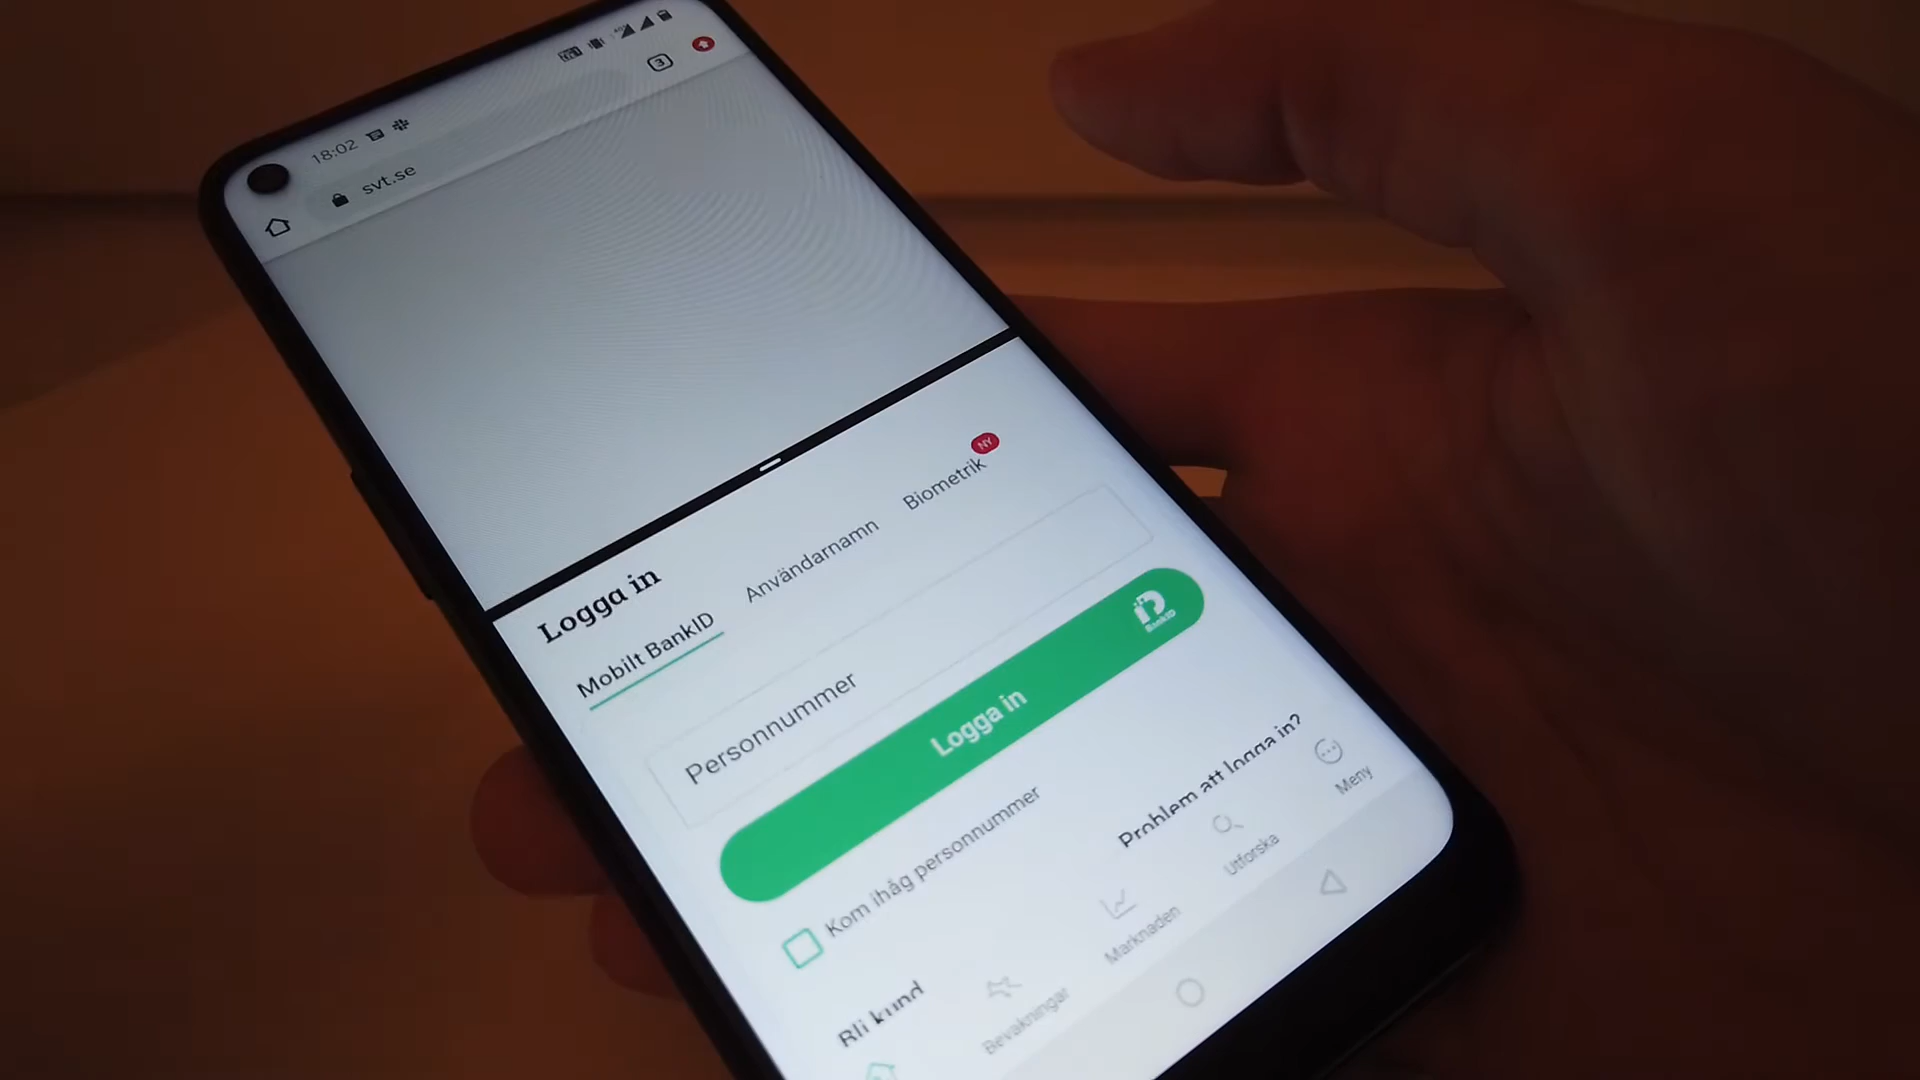 18:02
3
svt.se
Logga in
Mobilt BankID
Användarnamn
Biometrik
NY
Personnummer
Logga in
BankID
Kom ihåg personnummer
Problem att logga in?
Bli kund
Bevakningar
Marknaden
Utforska
Meny